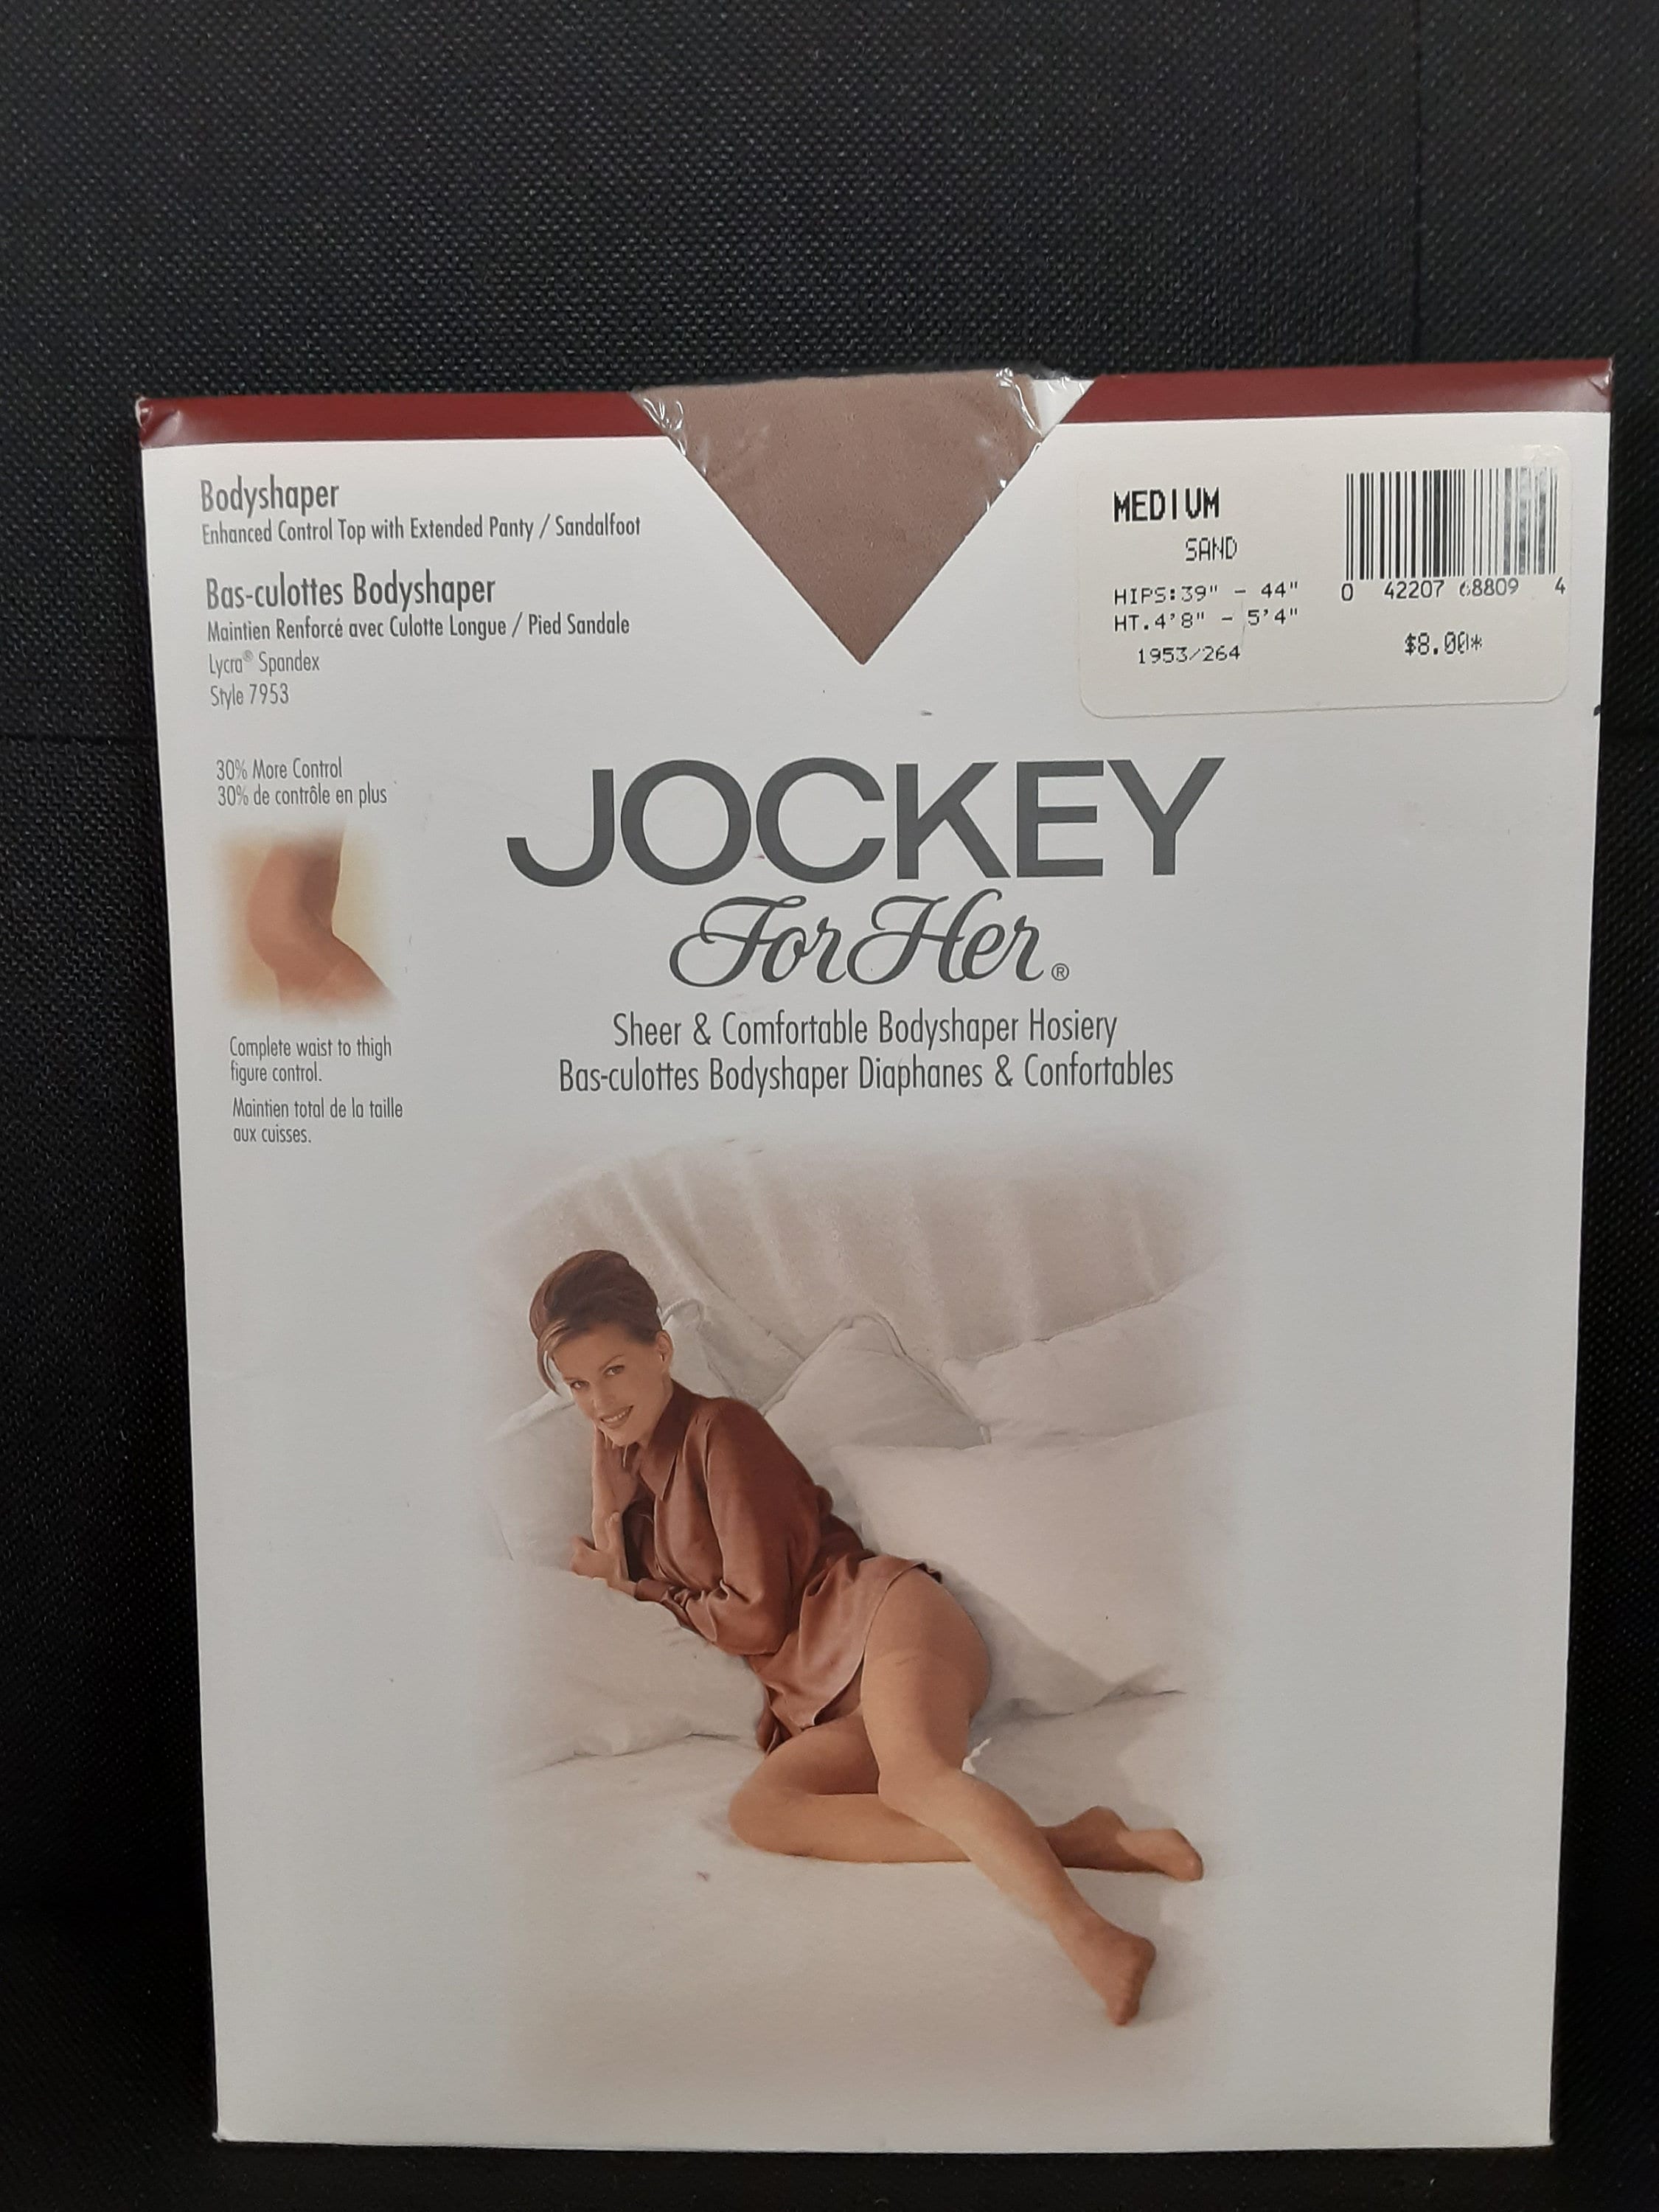 Bodyshaper
Enhanced Control Top with Extended Panty / Sandalfoot
Bas-culottes Bodyshaper
Maintien Renforcé avec Culotte Longue / Pied Sandale
Lycra® Spandex
Style 7953
MEDIUM
SAND
HIPS:39" - 44"
HT.4'8" - 5'4"
1953/264
0 42207 68809 4
$8.00*
30% More Control
30% de contrôle en plus
JOCKEY
For Her®
Sheer & Comfortable Bodyshaper Hosiery
Bas-culottes Bodyshaper Diaphanes & Confortables
Complete waist to thigh
figure control.
Maintien total de la taille
aux cuisses.